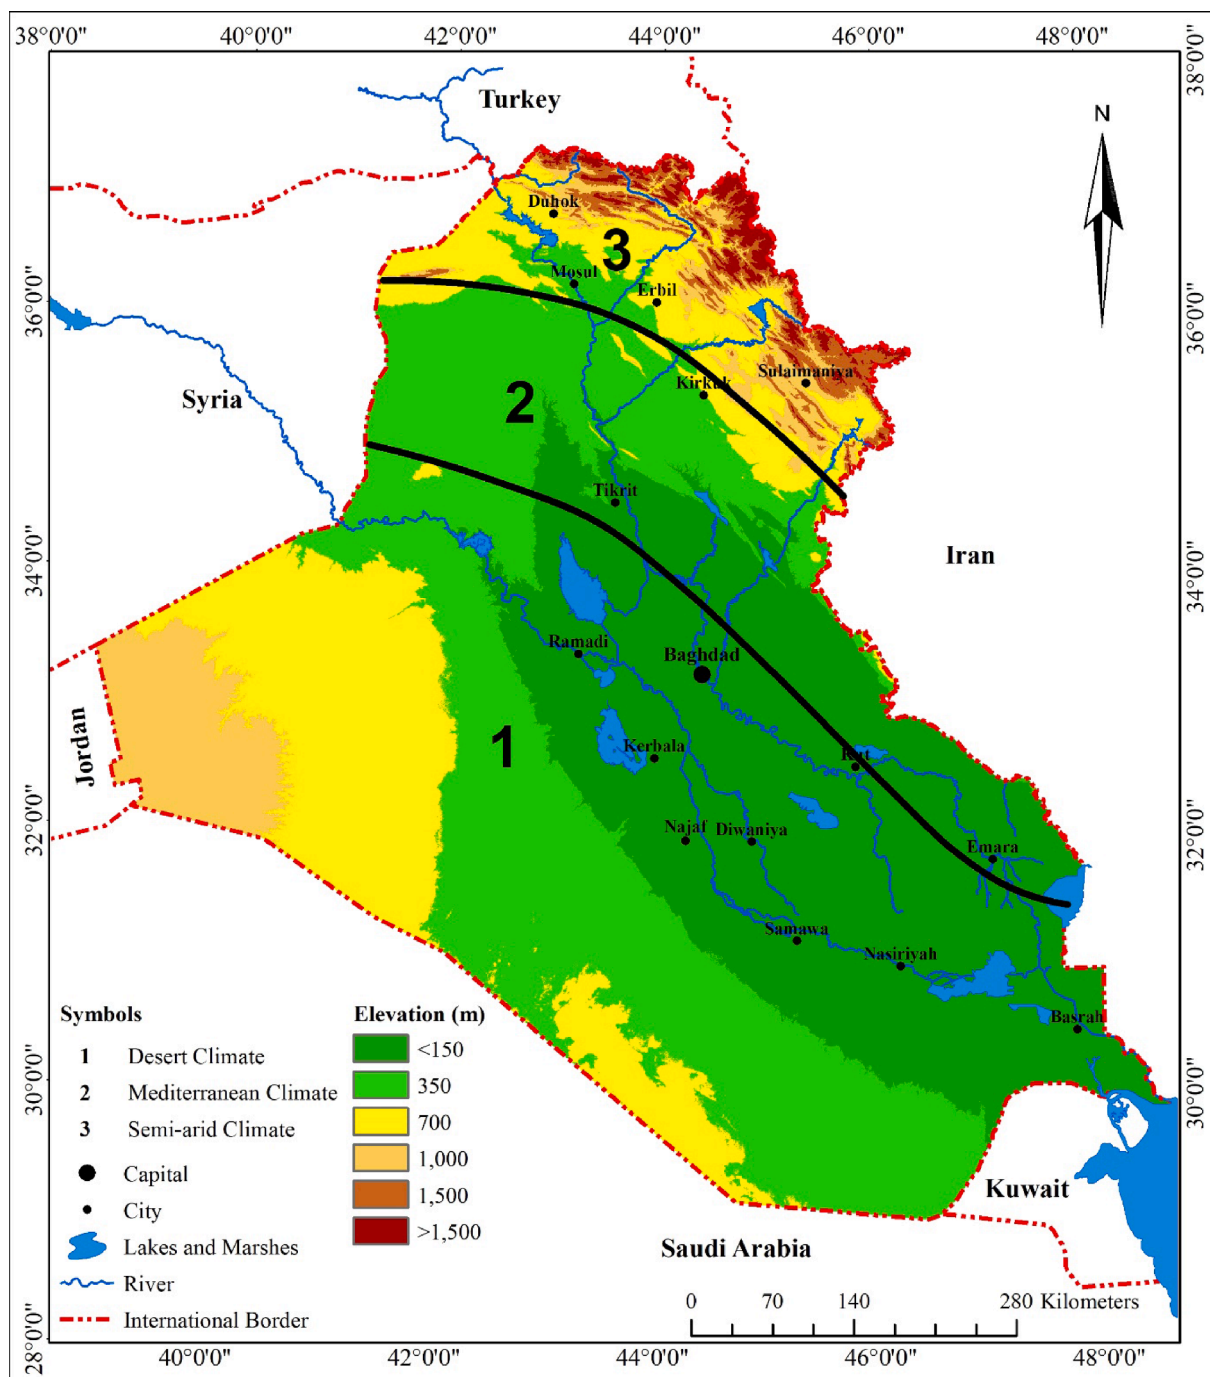 38°0'0"
40°0'0"
42°0'0"
44°0'0"
46°0'0"
48°0'0"
38°0'0"
38°0'0"
Turkey
N
Duhok
3
Mosul
Erbil
36°0'0"
36°0'0"
Sulaimaniya
Kirkuk
Syria
2
Tikrit
Iran
34°0'0"
34°0'0"
Ramadi
Baghdad
Jordan
1
Kerbala
Kut
32°0'0"
32°0'0"
Najaf
Diwaniya
Emara
Samawa
Nasiriyah
Basrah
30°0'0"
30°0'0"
Symbols
1 Desert Climate
2 Mediterranean Climate
3 Semi-arid Climate
Capital
City
Lakes and Marshes
River
International Border
Elevation (m)
<150
350
700
1,000
1,500
>1,500
Kuwait
Saudi Arabia
0 70 140 280 Kilometers
28°0'0"
28°0'0"
40°0'0"
42°0'0"
44°0'0"
46°0'0"
48°0'0"